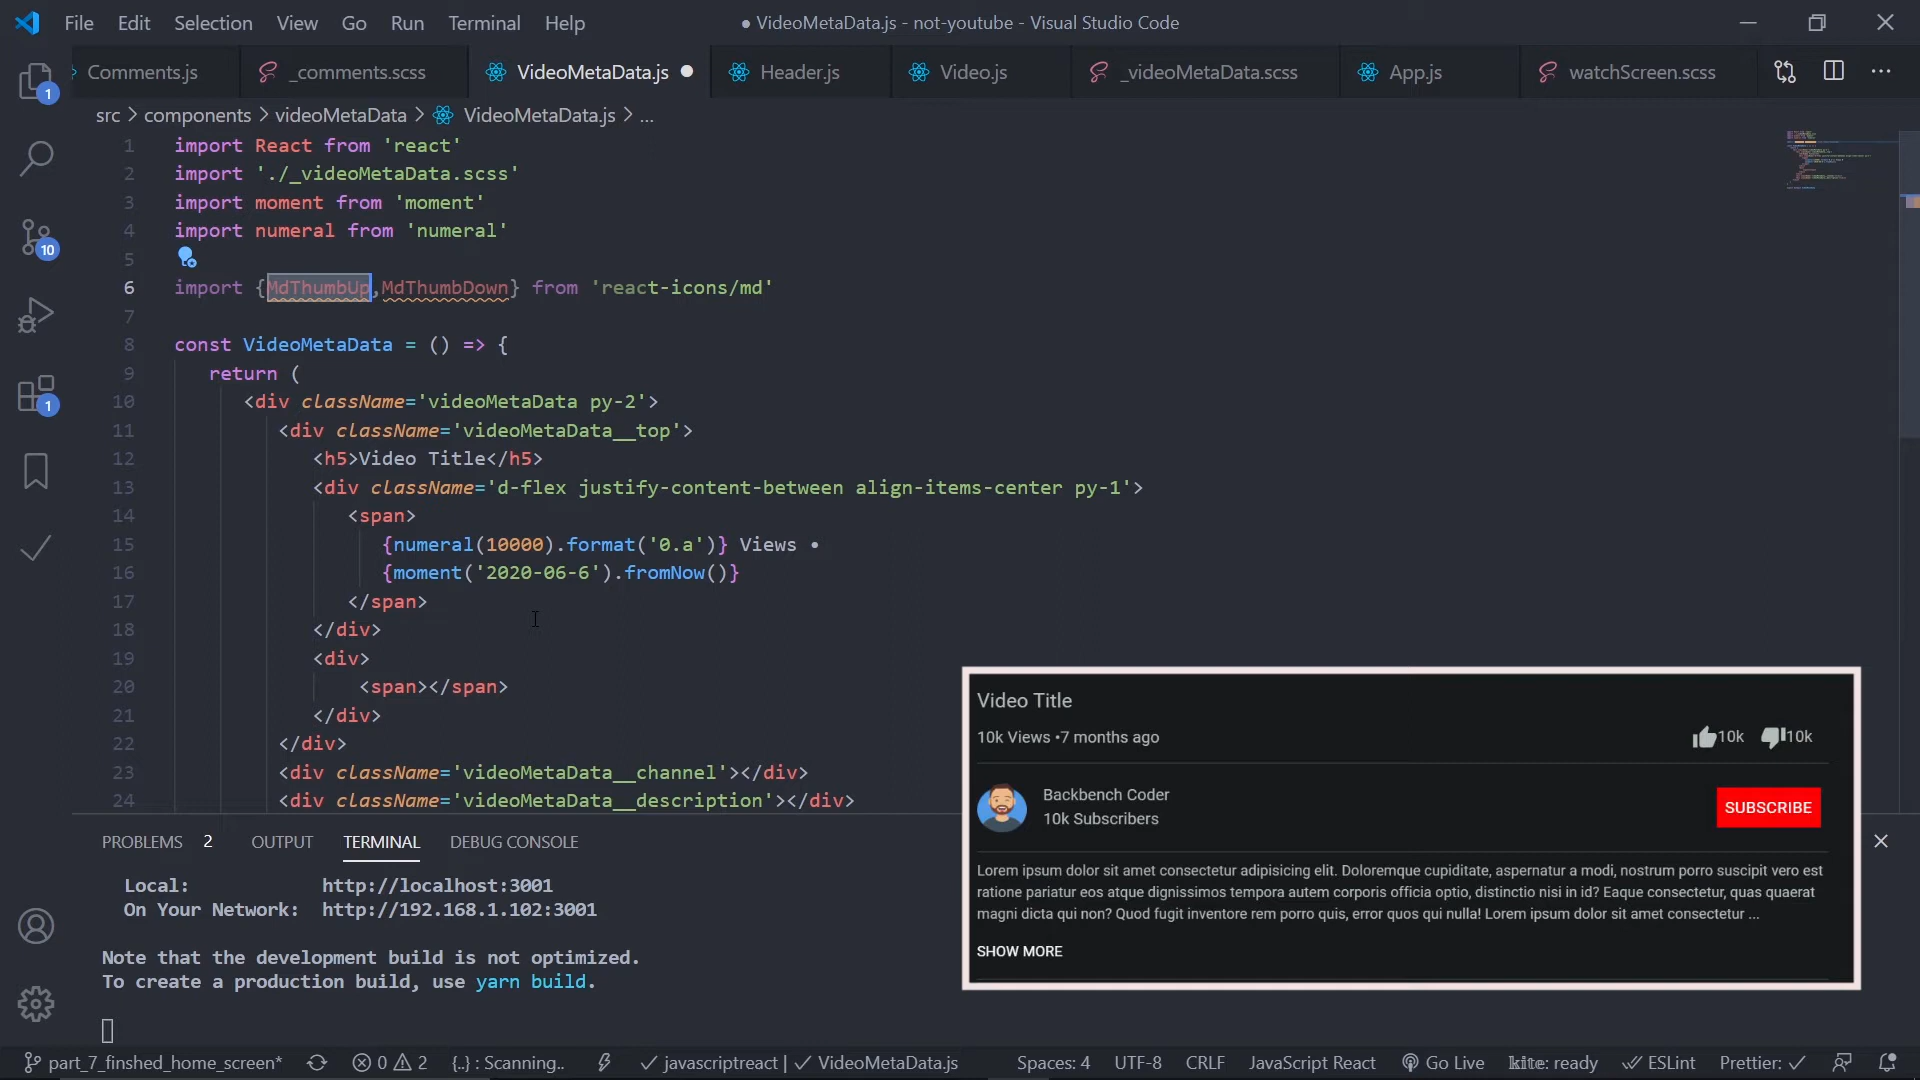 File Edit Selection View Go Run Terminal Help
● VideoMetaData.js - not-youtube - Visual Studio Code
Comments.js _comments.scss VideoMetaData.js Header.js Video.js _videoMetaData.scss App.js watchScreen.scss
src > components > videoMetaData > VideoMetaData.js > ...
1 import React from 'react'
2 import './_videoMetaData.scss'
3 import moment from 'moment'
4 import numeral from 'numeral'
5
6 import {MdThumbUp,MdThumbDown} from 'react-icons/md'
7
8 const VideoMetaData = () => {
9 return (
10 <div className='videoMetaData py-2'>
11 <div className='videoMetaData__top'>
12 <h5>Video Title</h5>
13 <div className='d-flex justify-content-between align-items-center py-1'>
14 <span>
15 {numeral(10000).format('0.a')} Views •
16 {moment('2020-06-6').fromNow()}
17 </span>
18 </div>
19 <div>
20 <span></span>
21 </div>
22 </div>
23 <div className='videoMetaData__channel'></div>
24 <div className='videoMetaData__description'></div>
1
10
1
PROBLEMS 2 OUTPUT TERMINAL DEBUG CONSOLE
Local: http://localhost:3001
On Your Network: http://192.168.1.102:3001
Note that the development build is not optimized.
To create a production build, use yarn build.
Video Title
10k Views •7 months ago 10k 10k
Backbench Coder
10k Subscribers
SUBSCRIBE
Lorem ipsum dolor sit amet consectetur adipisicing elit. Doloremque cupiditate, aspernatur a modi, nostrum porro suscipit vero est
ratione pariatur eos atque dignissimos tempora autem corporis officia optio, distinctio nisi in id? Eaque consectetur, quas quaerat
magni dicta qui non? Quod fugit inventore rem porro quis, error quos qui nulla! Lorem ipsum dolor sit amet consectetur ...
SHOW MORE
part_7_finshed_home_screen* 0 2 {..} : Scanning.. javascriptreact | VideoMetaData.js Spaces: 4 UTF-8 CRLF JavaScript React Go Live kite: ready ESLint Prettier: ✓